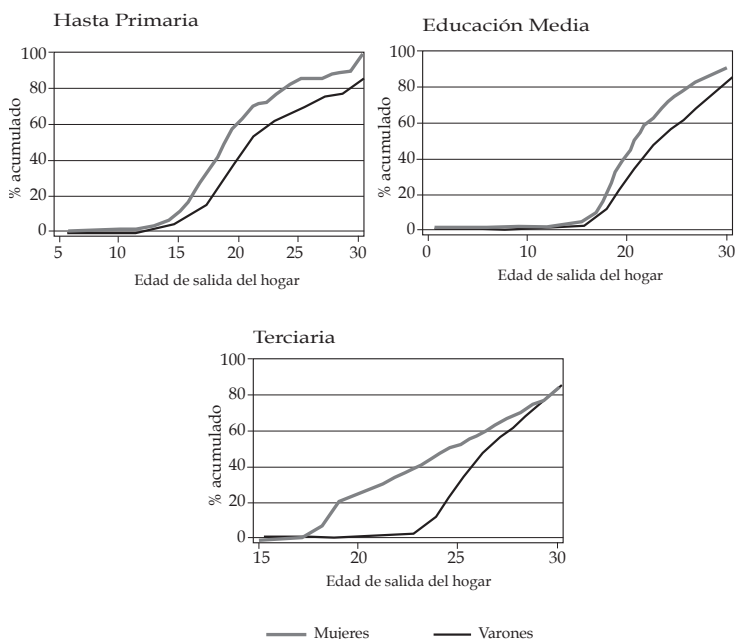 Hasta Primaria
100
80
60
40
20
0
% acumulado
5 10 15 20 25 30
Edad de salida del hogar
Educación Media
100
80
60
40
20
0
% acumulado
0 10 20 30
Edad de salida del hogar
Terciaria
100
80
60
40
20
0
% acumulado
15 20 25 30
Edad de salida del hogar
Mujeres Varones